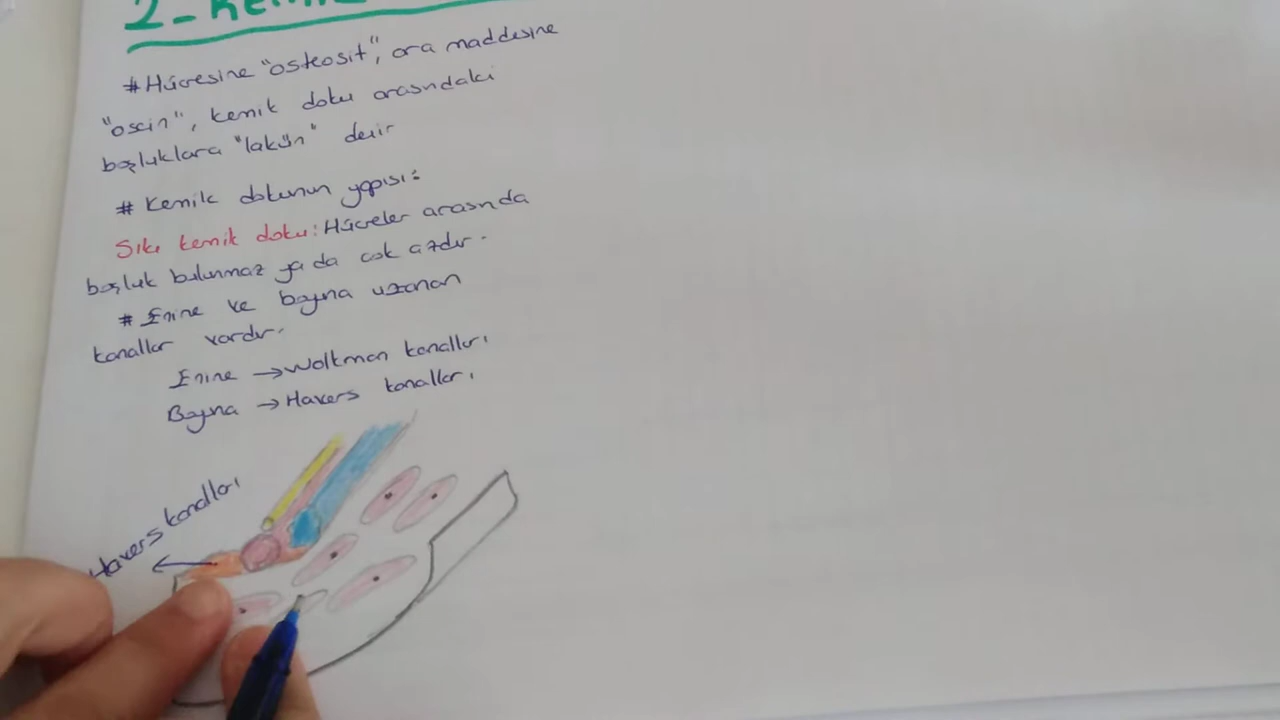 2-
# Hücresine "osteosit", ara maddesine
"osein", kemik doku arasındaki
boşluklara "lakün" denir
# Kemik dokunun yapısı:
Sıkı kemik doku: Hücreler arasında
boşluk bulunmaz ya da çok azdır.
# Enine ve boyuna uzanan
kanallar vardır.
Enine → Wolkman kanalları
Boyuna → Havers kanalları
Havers kanalları